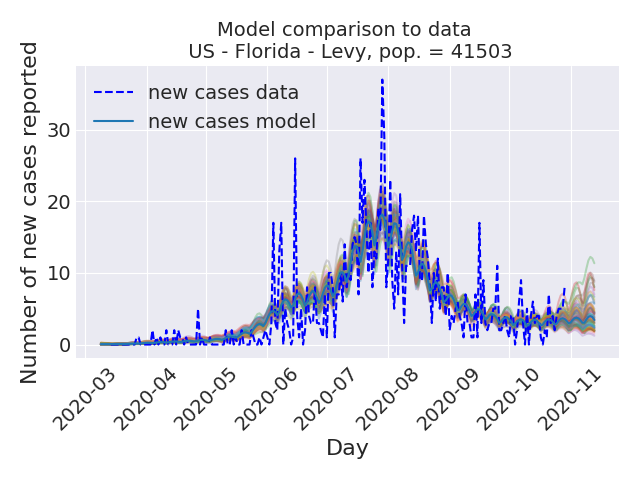 Model comparison to data
US - Florida - Levy, pop. = 41503
Number of new cases reported
new cases data
new cases model
30
20
10
0
2020-03
2020-04
2020-05
2020-06
2020-07
2020-08
2020-09
2020-10
2020-11
Day